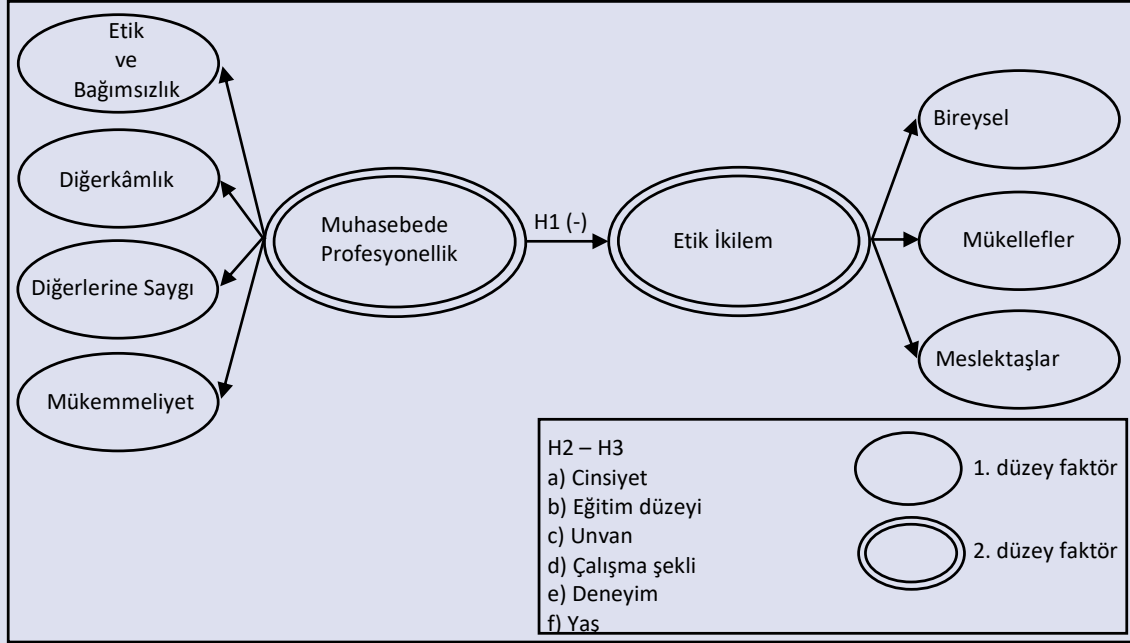 Etik
ve
Bağımsızlık
Diğerkâmlık
Diğerlerine Saygı
Mükemmeliyet
Muhasebede
Profesyonellik
H1 (-)
Etik İkilem
Bireysel
Mükellefler
Meslektaşlar
H2 – H3
a) Cinsiyet
b) Eğitim düzeyi
c) Unvan
d) Çalışma şekli
e) Deneyim
f) Yaş
1. düzey faktör
2. düzey faktör